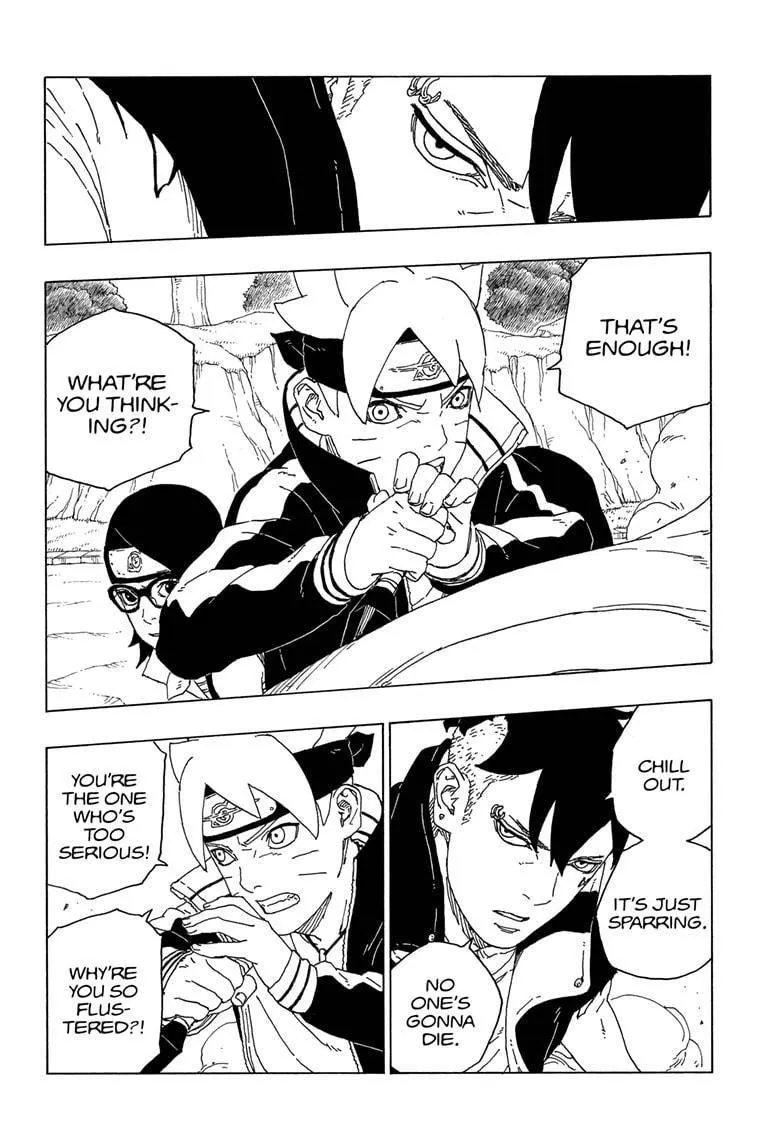 THAT'S
ENOUGH!
WHAT'RE
YOU THINK-
ING?!
CHILL
OUT.
IT'S JUST
SPARRING.
NO
ONE'S
GONNA
DIE.
YOU'RE
THE ONE
WHO'S
TOO
SERIOUS!
WHY'RE
YOU SO
FLUS-
TERED?!